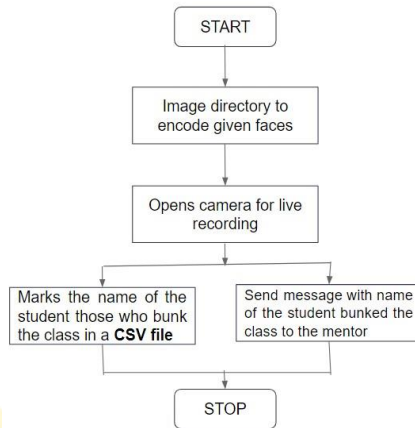 START
Image directory to
encode given faces
Opens camera for live
recording
Marks the name of the
student those who bunk
the class in a CSV file
Send message with name
of the student bunked the
class to the mentor
STOP